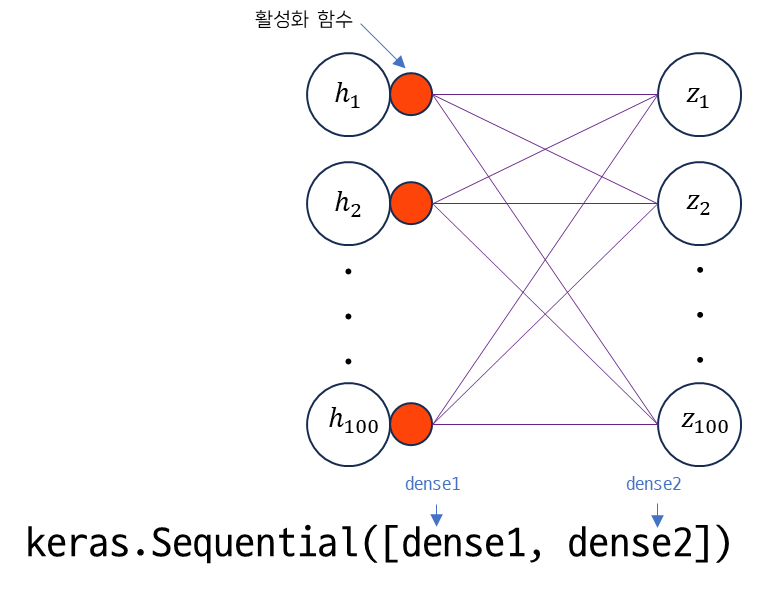 활성화 함수
h₁ z₁
h₂ z₂
h₁₀₀ z₁₀₀
dense1 dense2
keras.Sequential([dense1, dense2])